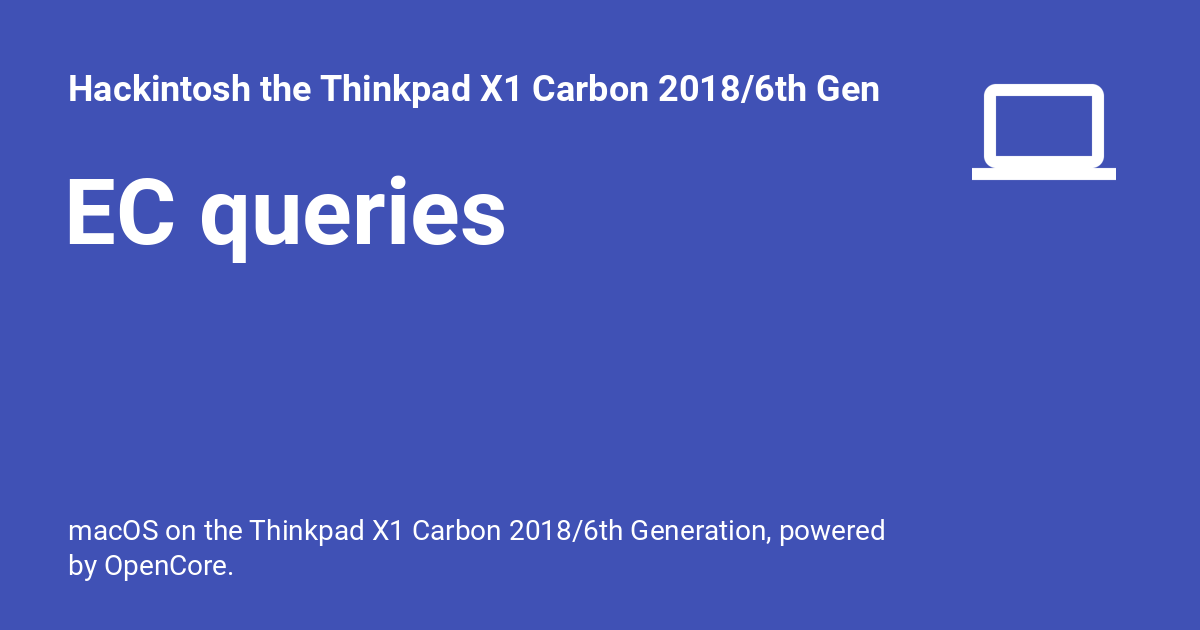 Hackintosh the Thinkpad X1 Carbon 2018/6th Gen
EC queries
macOS on the Thinkpad X1 Carbon 2018/6th Generation, powered
by OpenCore.